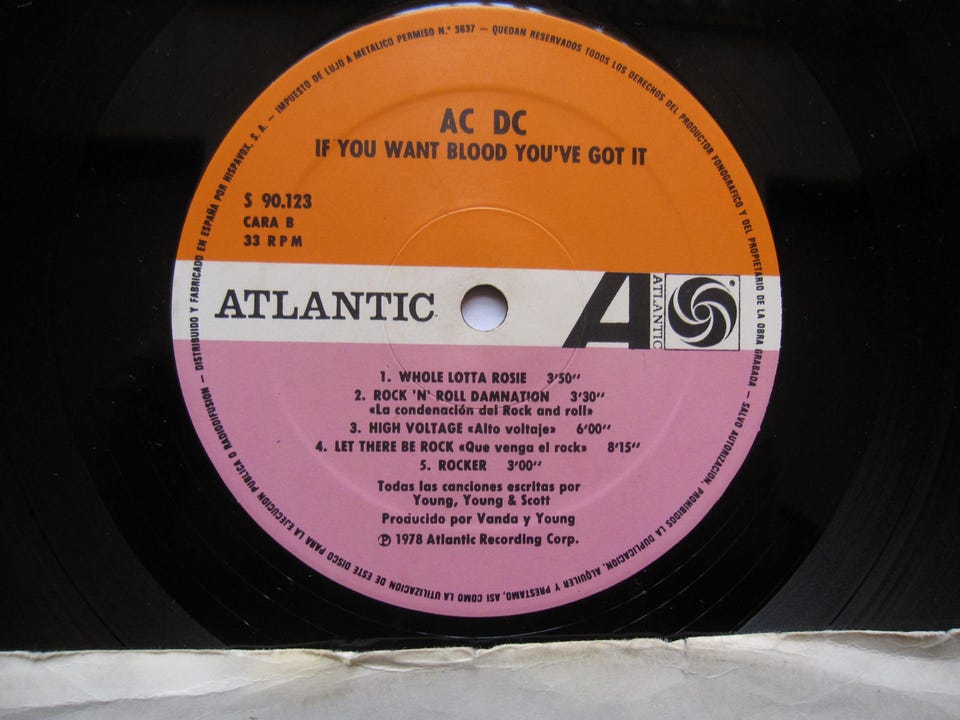 AC DC
IF YOU WANT BLOOD YOU'VE GOT IT
S 90.123
CARA B
33 RPM
ATLANTIC
A
ATLANTIC
1. WHOLE LOTTA ROSIE 3'50''
2. ROCK 'N' ROLL DAMNATION 3'30''
«La condenación del Rock and roll»
3. HIGH VOLTAGE «Alto voltaje» 6'00''
4. LET THERE BE ROCK «Que venga el rock» 8'15''
5. ROCKER 3'00''
Todas las canciones escritas por
Young, Young & Scott
Producido por Vanda y Young
Ⓟ 1978 Atlantic Recording Corp.
DISTRIBUIDO Y FABRICADO EN ESPAÑA POR HISPAVOX, S. A. — IMPUESTO DE LUJO A METALICO PERMISO N.° 3637 — QUEDAN RESERVADOS TODOS LOS DERECHOS DEL PRODUCTOR FONOGRAFICO Y DEL PROPIETARIO DE LA OBRA GRABADA — SALVO AUTORIZACION, PROHIBIDOS LA DUPLICACION, ALQUILER Y PRESTAMO, ASI COMO LA UTILIZACION DE ESTE DISCO PARA LA EJECUCION PUBLICA O RADIODIFUSION —